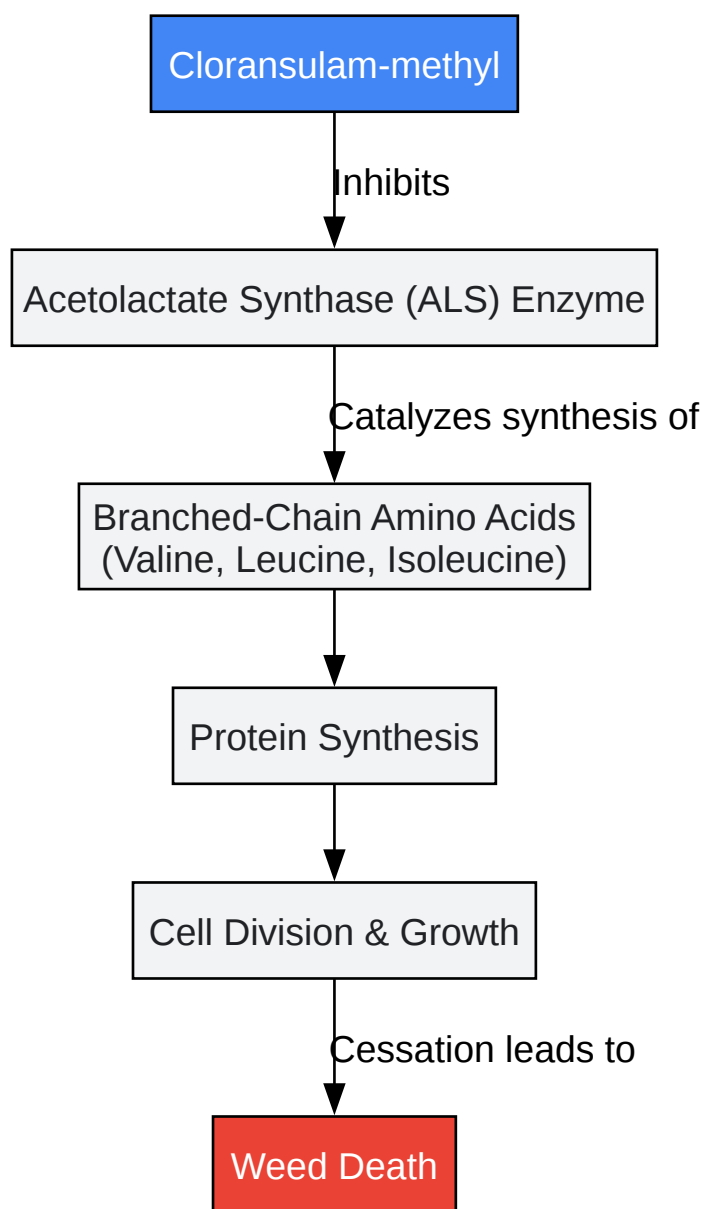 Cloransulam-methyl
Inhibits
Acetolactate Synthase (ALS) Enzyme
Catalyzes synthesis of
Branched-Chain Amino Acids
(Valine, Leucine, Isoleucine)
Protein Synthesis
Cell Division & Growth
Cessation leads to
Weed Death